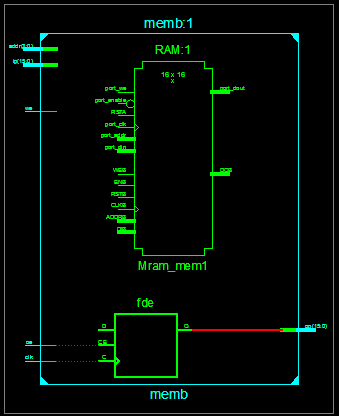 memb:1
RAM:1
addr(3:0)
ip(15:0)
16 x 16
x
port_we
port_dout
port_enable
RSTA
we
port_clk
port_addr
port_din
WEB
DOB
ENB
RSTB
CLKB
ADDRB
DIB
Mram_mem1
fde
D
Q
op(15:0)
oe
CE
clk
C
memb